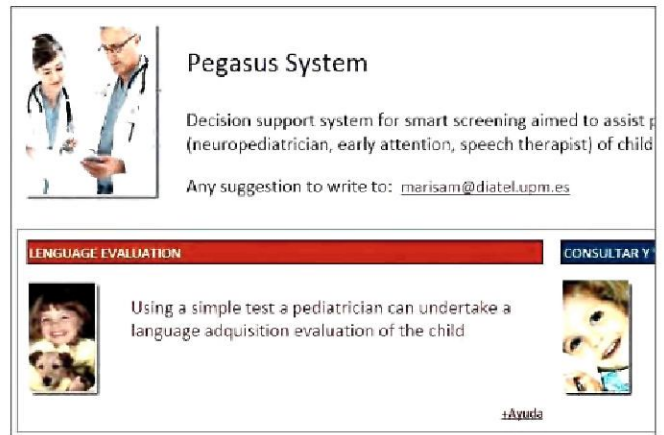 Pegasus System
Decision support system for smart screening aimed to assist
(neuropediatrician, early attention, speech therapist) of child
Any suggestion to write to: marisam@diatel.upm.es
LENGUAGE EVALUATION
CONSULTAR Y
Using a simple test a pediatrician can undertake a
language adquisition evaluation of the child
+Ayuda